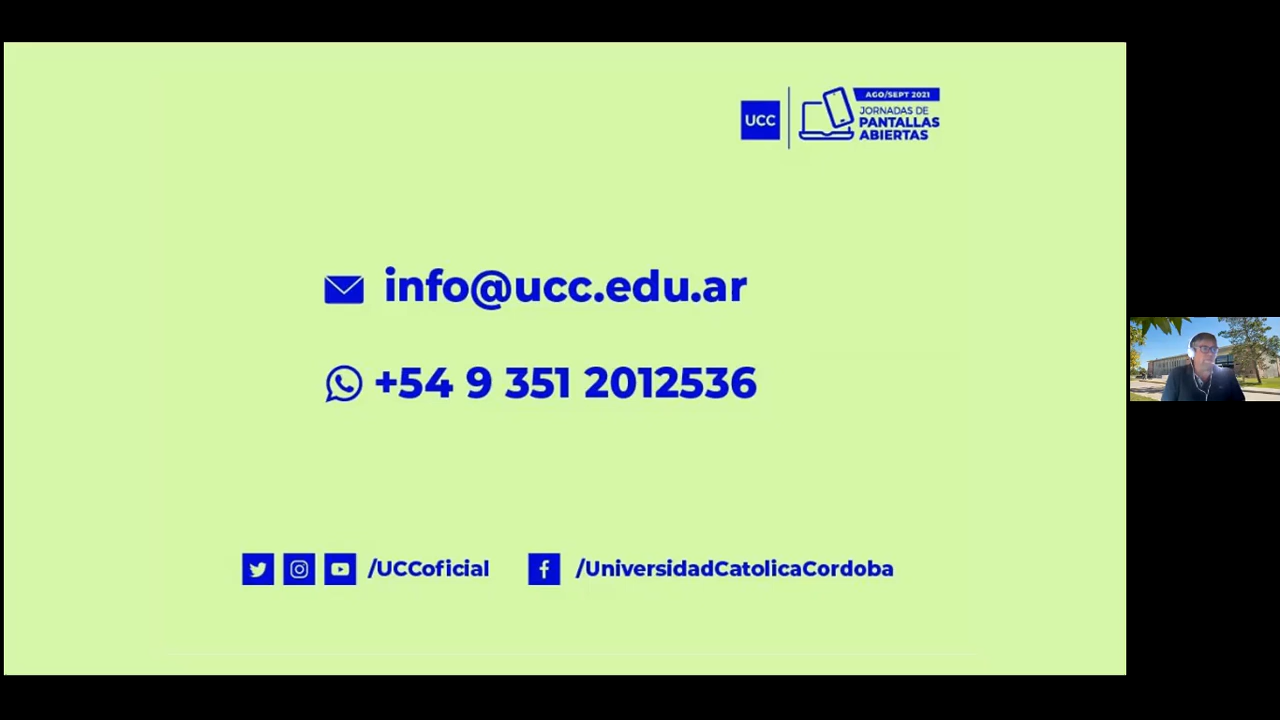 UCC
AGO/SEPT 2021
JORNADAS DE
PANTALLAS
ABIERTAS
info@ucc.edu.ar
+54 9 351 2012536
/UCCoficial
/UniversidadCatolicaCordoba